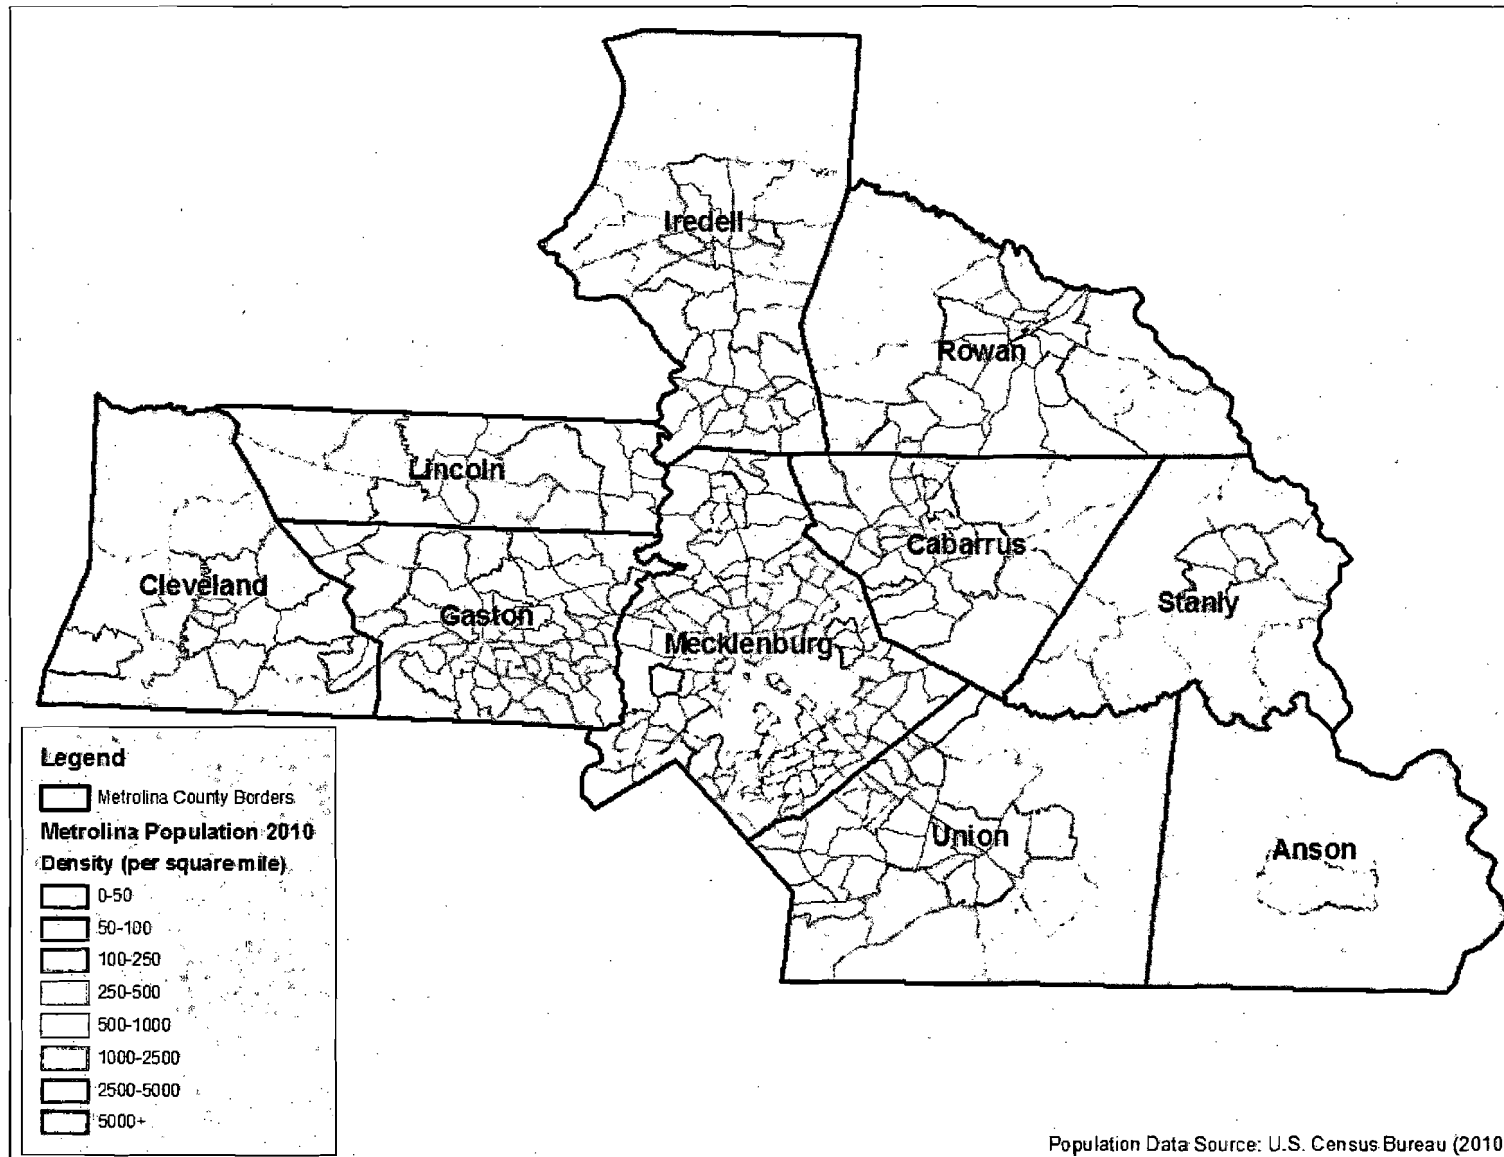 Iredell
Rowan
Lincoln
Cabarrus
Cleveland
Stanly
Gaston
Mecklenburg
Union
Anson
Legend
Metrolina County Borders
Metrolina Population 2010
Density (per square mile)
0-50
50-100
100-250
250-500
500-1000
1000-2500
2500-5000
5000+
Population Data Source: U.S. Census Bureau (2010